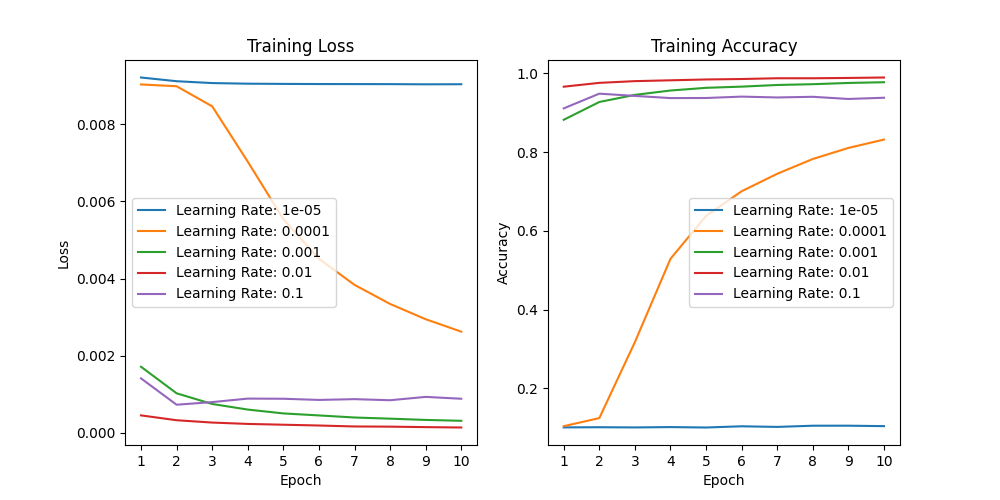 Training Loss
Loss
0.008
0.006
0.004
0.002
0.000
Learning Rate: 1e-05
Learning Rate: 0.0001
Learning Rate: 0.001
Learning Rate: 0.01
Learning Rate: 0.1
1 2 3 4 5 6 7 8 9 10
Epoch
Training Accuracy
Accuracy
1.0
0.8
0.6
0.4
0.2
Learning Rate: 1e-05
Learning Rate: 0.0001
Learning Rate: 0.001
Learning Rate: 0.01
Learning Rate: 0.1
1 2 3 4 5 6 7 8 9 10
Epoch